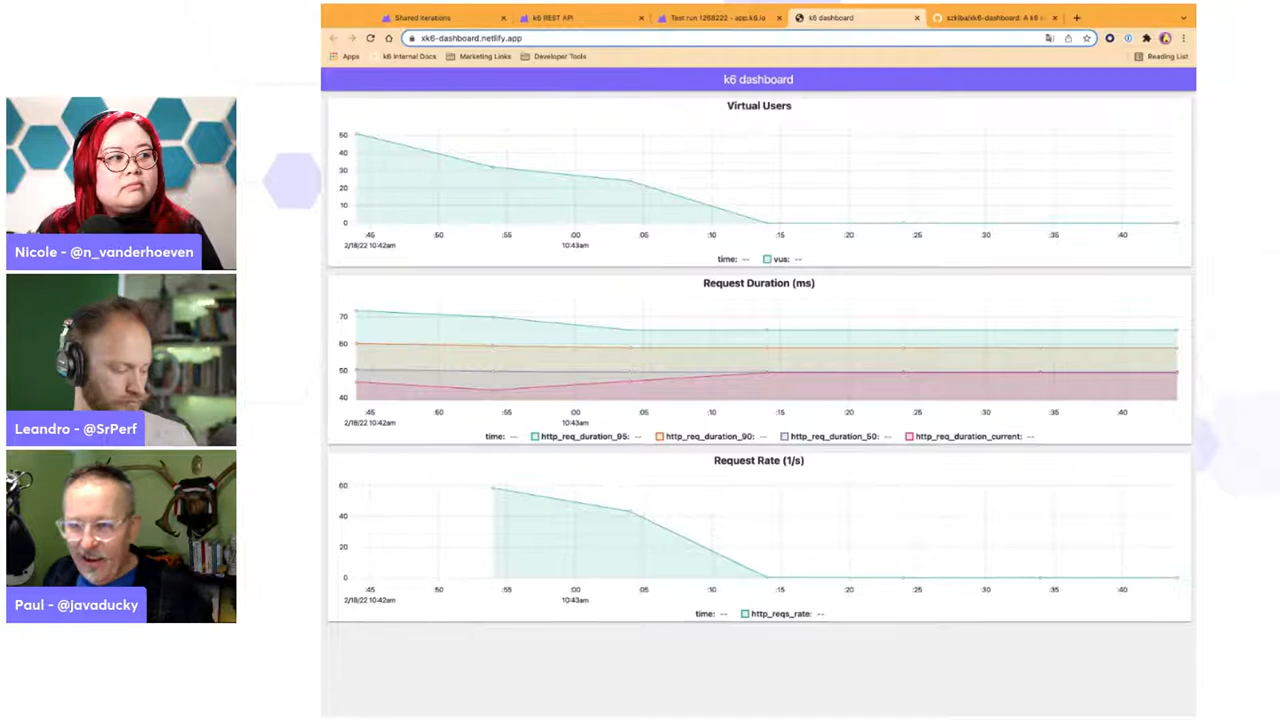 Shared Iterations
k6 REST API
Test run 1268222 - app.k6.io
k6 dashboard
szkiba/xk6-dashboard: A k6 e
xk6-dashboard.netlify.app
Apps
k6 Internal Docs
Marketing Links
Developer Tools
Reading List
k6 dashboard
Virtual Users
50
40
30
20
10
0
:45 :50 :55 :00 :05 :10 :15 :20 :25 :30 :35 :40
2/18/22 10:42am 10:43am
time: -- vus: --
Request Duration (ms)
70
60
50
40
:45 :50 :55 :00 :05 :10 :15 :20 :25 :30 :35 :40
2/18/22 10:42am 10:43am
time: -- http_req_duration_95: -- http_req_duration_90: -- http_req_duration_50: -- http_req_duration_current: --
Request Rate (1/s)
60
40
20
0
:45 :50 :55 :00 :05 :10 :15 :20 :25 :30 :35 :40
2/18/22 10:42am 10:43am
time: -- http_reqs_rate: --
Nicole - @n_vanderhoeven
Leandro - @SrPerf
Paul - @javaducky